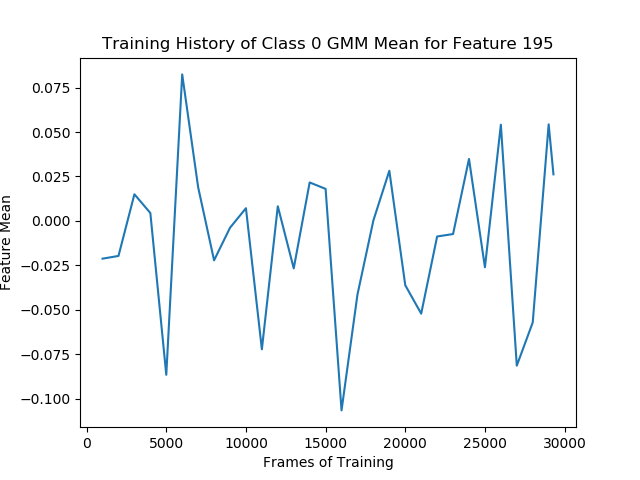 Training History of Class 0 GMM Mean for Feature 195
Feature Mean
0.075
0.050
0.025
0.000
−0.025
−0.050
−0.075
−0.100
0 5000 10000 15000 20000 25000 30000
Frames of Training